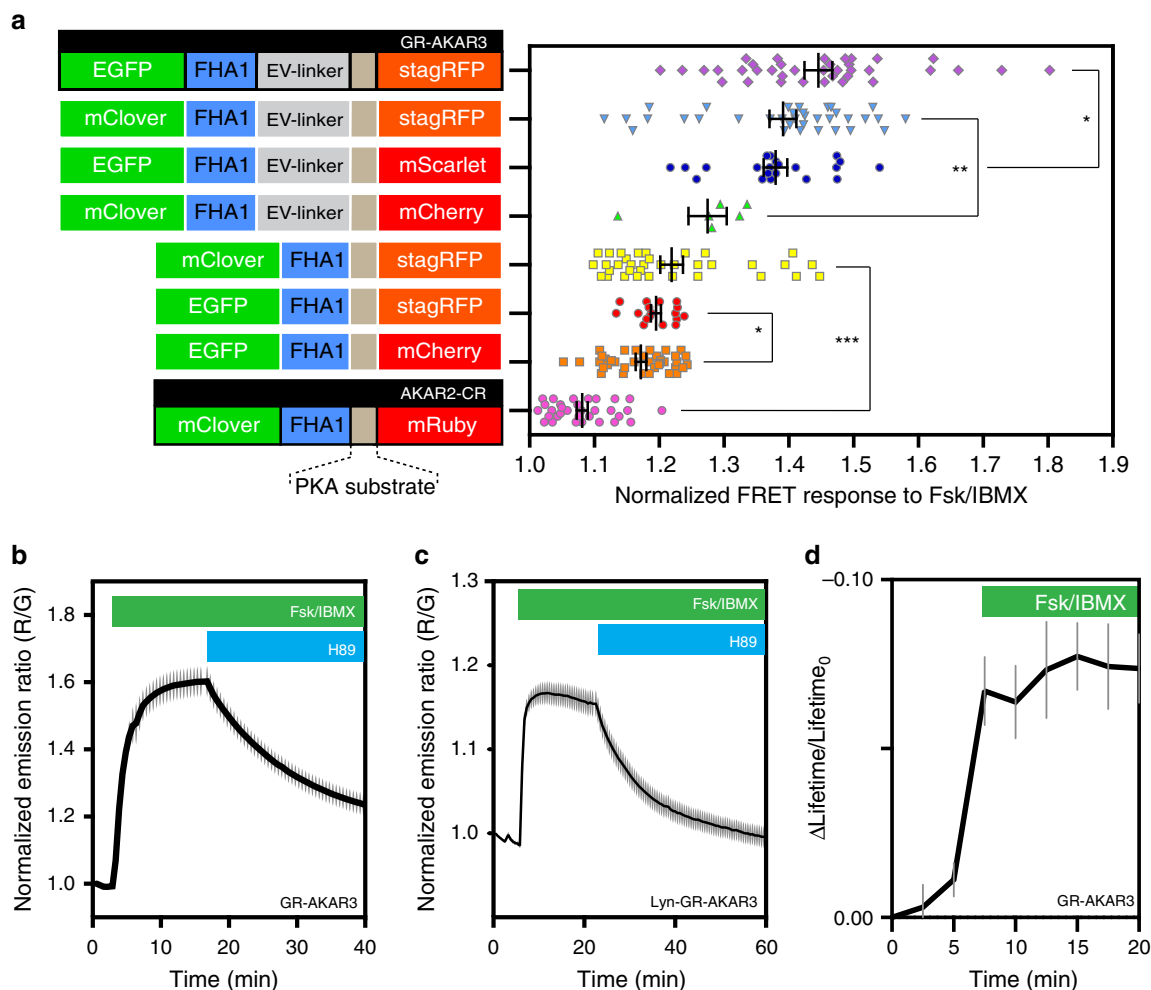 a
GR-AKAR3
EGFP FHA1 EV-linker stagRFP
mClover FHA1 EV-linker stagRFP
EGFP FHA1 EV-linker mScarlet
mClover FHA1 EV-linker mCherry
mClover FHA1 stagRFP
EGFP FHA1 stagRFP
EGFP FHA1 mCherry
AKAR2-CR
mClover FHA1 mRuby
PKA substrate
*
**
*
***
1.0 1.1 1.2 1.3 1.4 1.5 1.6 1.7 1.8 1.9
Normalized FRET response to Fsk/IBMX
b
Normalized emission ratio (R/G)
1.8
1.6
1.4
1.2
1.0
Fsk/IBMX
H89
GR-AKAR3
0 10 20 30 40
Time (min)
c
Normalized emission ratio (R/G)
1.3
1.2
1.1
1.0
Fsk/IBMX
H89
Lyn-GR-AKAR3
0 20 40 60
Time (min)
d
ΔLifetime/Lifetime0
–0.10
0.00
Fsk/IBMX
GR-AKAR3
0 5 10 15 20
Time (min)